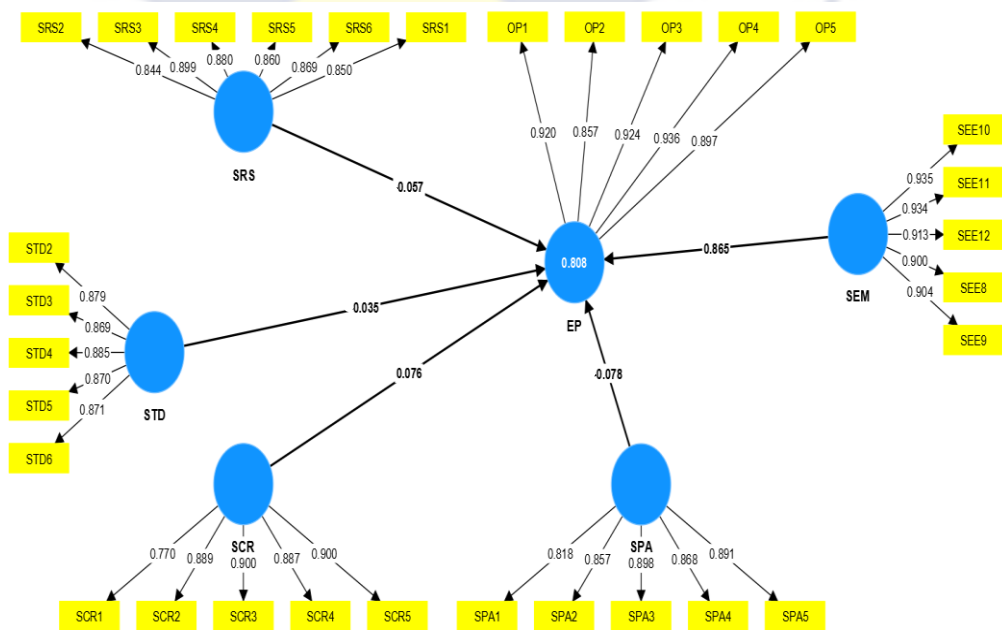 SRS2
SRS3
SRS4
SRS5
SRS6
SRS1
OP1
OP2
OP3
OP4
OP5
0.844
0.899
0.880
0.860
0.869
0.850
0.920
0.857
0.924
0.936
0.897
SRS
-0.057
SEE10
SEE11
SEE12
SEE8
SEE9
0.935
0.934
0.913
0.900
0.904
SEM
0.865
0.808
EP
STD2
STD3
STD4
STD5
STD6
0.879
0.869
0.885
0.870
0.871
STD
-0.035
0.076
-0.078
SCR
0.770
0.889
0.900
0.887
0.900
SCR1
SCR2
SCR3
SCR4
SCR5
SPA
0.818
0.857
0.898
0.868
0.891
SPA1
SPA2
SPA3
SPA4
SPA5